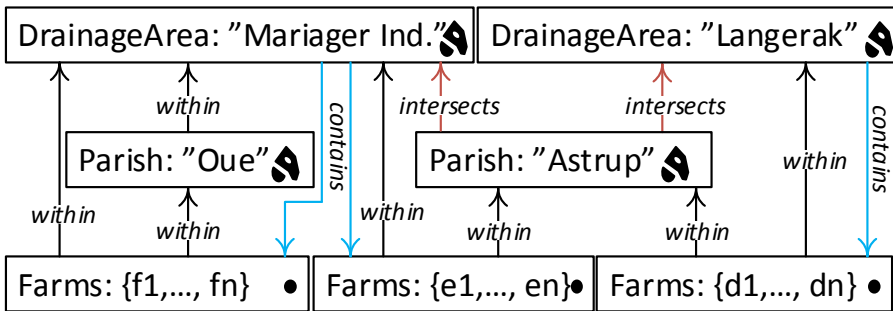 DrainageArea: ”Mariager Ind.”
DrainageArea: ”Langerak”
within
contains
intersects
intersects
contains
Parish: ”Oue”
Parish: ”Astrup”
within
within
within
within
within
within
Farms: {f1,..., fn}
Farms: {e1,..., en}
Farms: {d1,..., dn}